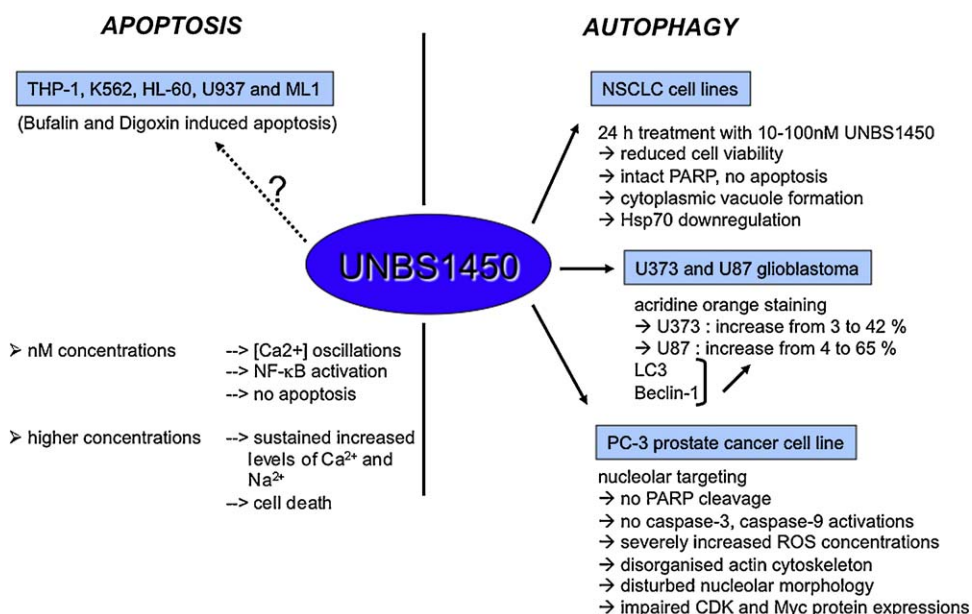 APOPTOSIS
THP-1, K562, HL-60, U937 and ML1
(Bufalin and Digoxin induced apoptosis)
?
UNBS1450
➢ nM concentrations --> [Ca2+] oscillations
--> NF-κB activation
--> no apoptosis
➢ higher concentrations --> sustained increased
levels of Ca²⁺ and
Na²⁺
--> cell death
AUTOPHAGY
NSCLC cell lines
24 h treatment with 10-100nM UNBS1450
→ reduced cell viability
→ intact PARP, no apoptosis
→ cytoplasmic vacuole formation
→ Hsp70 downregulation
U373 and U87 glioblastoma
acridine orange staining
→ U373 : increase from 3 to 42 %
→ U87 : increase from 4 to 65 %
LC3
Beclin-1
PC-3 prostate cancer cell line
nucleolar targeting
→ no PARP cleavage
→ no caspase-3, caspase-9 activations
→ severely increased ROS concentrations
→ disorganised actin cytoskeleton
→ disturbed nucleolar morphology
→ impaired CDK and Myc protein expressions